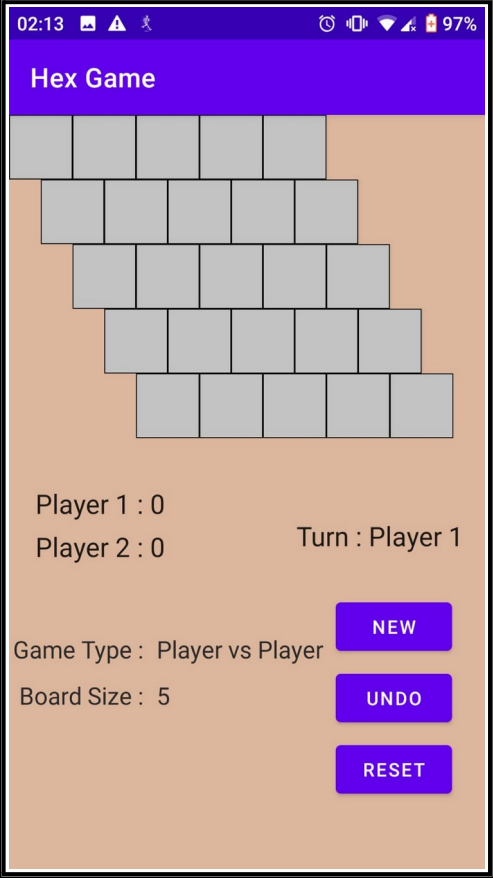 02:13 97%
Hex Game
Player 1 : 0
Player 2 : 0
Turn : Player 1
NEW
Game Type : Player vs Player
Board Size : 5
UNDO
RESET